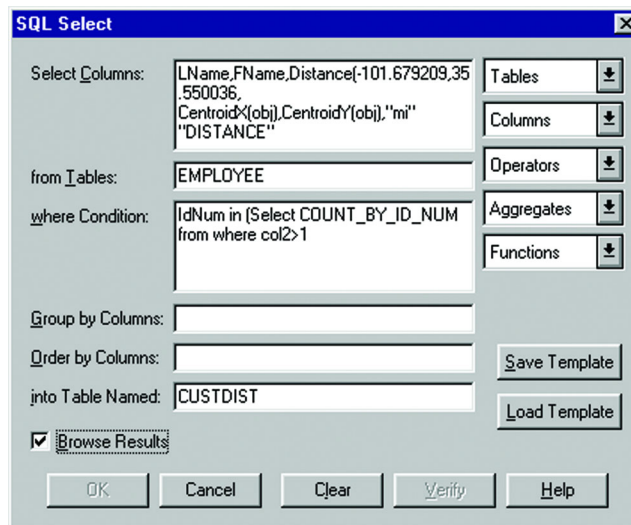 SQL Select
Select Columns:
LName,FName,Distance(-101.679209,35
.550036,
CentroidX(obj),CentroidY(obj),"mi"
"DISTANCE"
Tables
Columns
from Tables:
EMPLOYEE
Operators
where Condition:
IdNum in (Select COUNT_BY_ID_NUM
from where col2>1
Aggregates
Functions
Group by Columns:
Order by Columns:
Save Template
into Table Named:
CUSTDIST
Load Template
Browse Results
OK
Cancel
Clear
Verify
Help